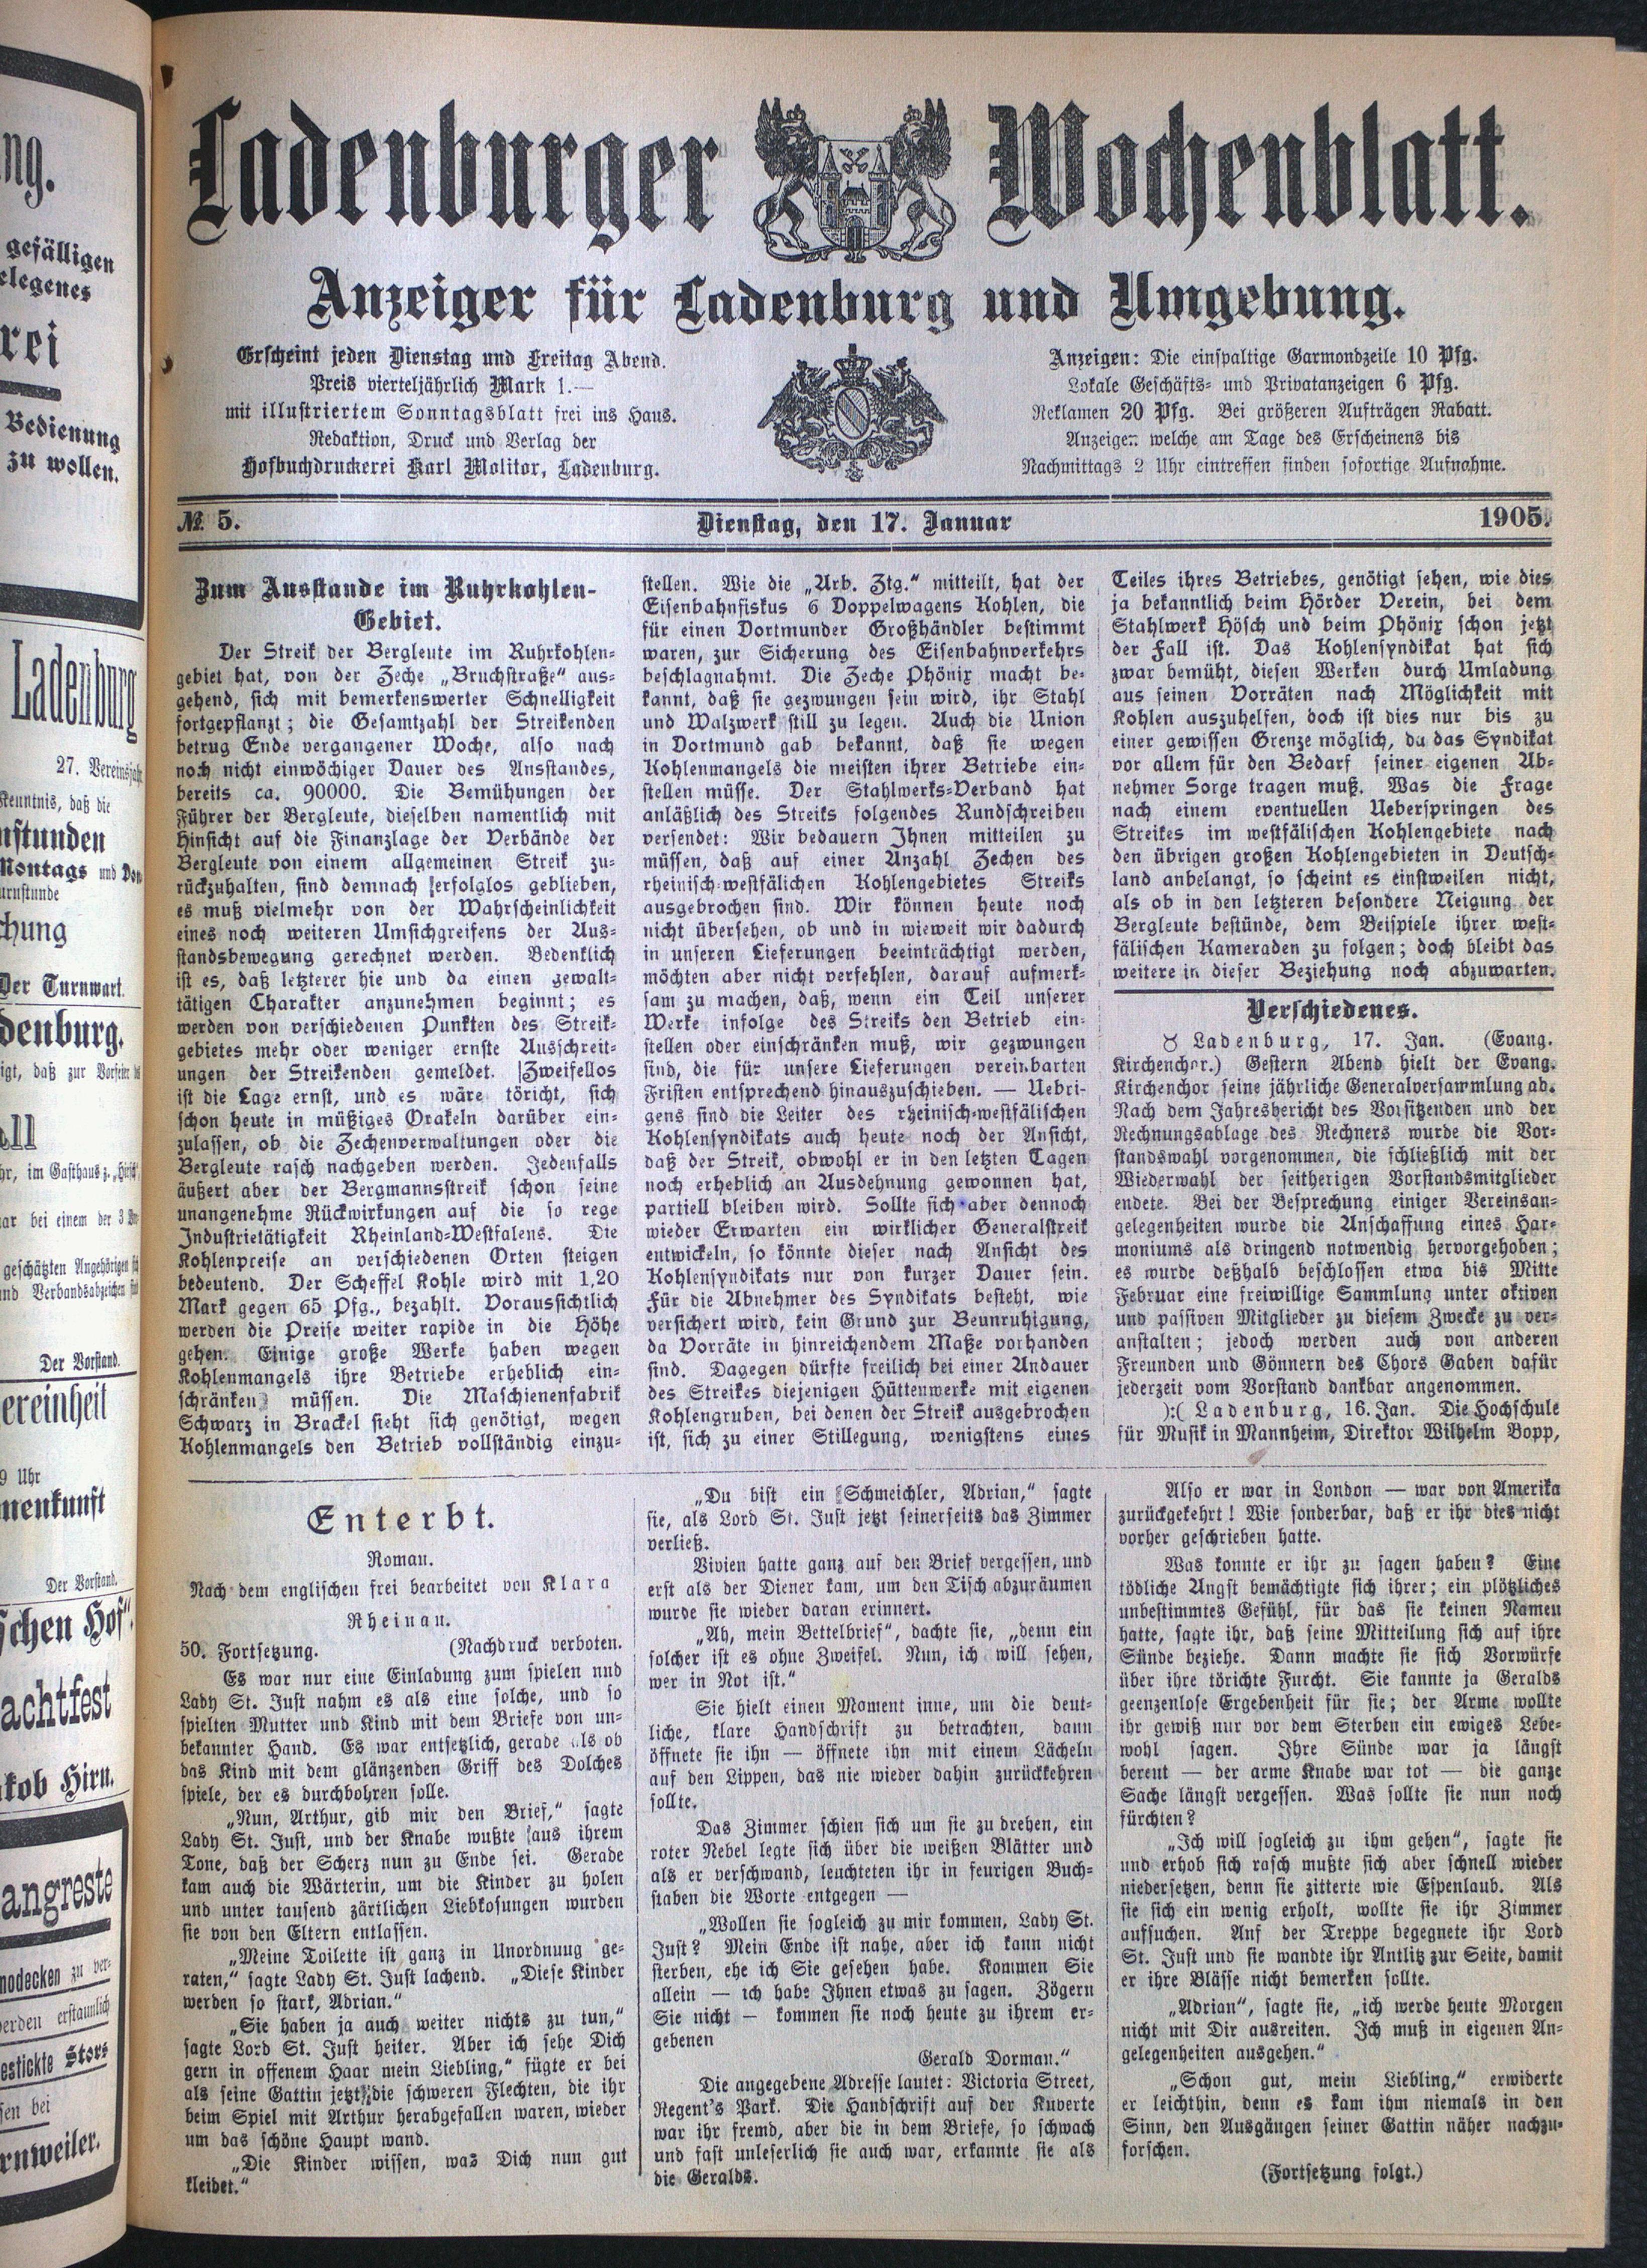 Ladenburger Wochenblatt.
Anzeiger für Ladenburg und Umgebung.
Erscheint jeden Dienstag und Freitag Abend.
Preis vierteljährlich Mark 1.—
mit illustriertem Sonntagsblatt frei ins Haus.
Redaktion, Druck und Verlag der
Hofbuchdruckerei Karl Molitor, Ladenburg.
Anzeigen: Die einspaltige Garmondzeile 10 Pfg.
Lokale Geschäfts- und Privatanzeigen 6 Pfg.
Reklamen 20 Pfg. Bei größeren Aufträgen Rabatt.
Anzeigen welche am Tage des Erscheinens bis
Nachmittags 2 Uhr eintreffen finden sofortige Aufnahme.
№ 5.
Dienstag, den 17. Januar
1905.
Zum Ausstande im Ruhrkohlen-
Gebiet.
Der Streik der Bergleute im Ruhrkohlen-
gebiet hat, von der Zeche „Bruchstraße“ aus-
gehend, sich mit bemerkenswerter Schnelligkeit
fortgepflanzt; die Gesamtzahl der Streikenden
betrug Ende vergangener Woche, also nach
noch nicht einwöchiger Dauer des Ansstandes,
bereits ca. 90000. Die Bemühungen der
Führer der Bergleute, dieselben namentlich mit
Hinsicht auf die Finanzlage der Verbände der
Bergleute von einem allgemeinen Streik zu-
rückzuhalten, sind demnach erfolglos geblieben,
es muß vielmehr von der Wahrscheinlichkeit
eines noch weiteren Umsichgreifens der Aus-
standsbewegung gerechnet werden. Bedenklich
ist es, daß letzterer hie und da einen gewalt-
tätigen Charakter anzunehmen beginnt; es
werden von verschiedenen Punkten des Streik-
gebietes mehr oder weniger ernste Ausschreit-
ungen der Streikenden gemeldet. Zweifellos
ist die Lage ernst, und es wäre töricht, sich
schon heute in müßiges Orakeln darüber ein-
zulassen, ob die Zechenverwaltungen oder die
Bergleute rasch nachgeben werden. Jedenfalls
äußert aber der Bergmannsstreik schon seine
unangenehme Rückwirkungen auf die so rege
Industrietätigkeit Rheinland-Westfalens. Die
Kohlenpreise an verschiedenen Orten steigen
bedeutend. Der Scheffel Kohle wird mit 1,20
Mark gegen 65 Pfg., bezahlt. Voraussichtlich
werden die Preise weiter rapide in die Höhe
gehen. Einige große Werke haben wegen
Kohlenmangels ihre Betriebe erheblich ein-
schränken müssen. Die Maschienenfabrik
Schwarz in Brackel sieht sich genötigt, wegen
Kohlenmangels den Betrieb vollständig einzu-
stellen. Wie die „Arb. Ztg.“ mitteilt, hat der
Eisenbahnfiskus 6 Doppelwagens Kohlen, die
für einen Dortmunder Großhändler bestimmt
waren, zur Sicherung des Eisenbahnverkehrs
beschlagnahmt. Die Zeche Phönix macht be-
kannt, daß sie gezwungen sein wird, ihr Stahl
und Walzwerk still zu legen. Auch die Union
in Dortmund gab bekannt, daß sie wegen
Kohlenmangels die meisten ihrer Betriebe ein-
stellen müsse. Der Stahlwerks-Verband hat
anläßlich des Streiks folgendes Rundschreiben
versendet: Wir bedauern Ihnen mitteilen zu
müssen, daß auf einer Anzahl Zechen des
rheinisch-westfälichen Kohlengebietes Streiks
ausgebrochen sind. Wir können heute noch
nicht übersehen, ob und in wieweit wir dadurch
in unseren Lieferungen beeinträchtigt werden,
möchten aber nicht verfehlen, darauf aufmerk-
sam zu machen, daß, wenn ein Teil unserer
Werke infolge des Streiks den Betrieb ein-
stellen oder einschränken muß, wir gezwungen
sind, die für unsere Lieferungen vereinbarten
Fristen entsprechend hinauszuschieben. — Uebri-
gens sind die Leiter des rheinisch-westfälischen
Kohlensyndikats auch heute noch der Ansicht,
daß der Streik, obwohl er in den letzten Tagen
noch erheblich an Ausdehnung gewonnen hat,
partiell bleiben wird. Sollte sich aber dennoch
wieder Erwarten ein wirklicher Generalstreik
entwickeln, so könnte dieser nach Ansicht des
Kohlensyndikats nur von kurzer Dauer sein.
Für die Abnehmer des Syndikats besteht, wie
versichert wird, kein Grund zur Beunruhigung,
da Vorräte in hinreichendem Maße vorhanden
sind. Dagegen dürfte freilich bei einer Andauer
des Streikes diejenigen Hüttenwerke mit eigenen
Kohlengruben, bei denen der Streik ausgebrochen
ist, sich zu einer Stillegung, wenigstens eines
Teiles ihres Betriebes, genötigt sehen, wie dies
ja bekanntlich beim Hörder Verein, bei dem
Stahlwerk Hösch und beim Phönix schon jetzt
der Fall ist. Das Kohlensyndikat hat sich
zwar bemüht, diesen Werken durch Umladung
aus seinen Vorräten nach Möglichkeit mit
Kohlen auszuhelfen, doch ist dies nur bis zu
einer gewissen Grenze möglich, da das Syndikat
vor allem für den Bedarf seiner eigenen Ab-
nehmer Sorge tragen muß. Was die Frage
nach einem eventuellen Ueberspringen des
Streikes im westfälischen Kohlengebiete nach
den übrigen großen Kohlengebieten in Deutsch-
land anbelangt, so scheint es einstweilen nicht,
als ob in den letzteren besondere Neigung der
Bergleute bestünde, dem Beispiele ihrer west-
fälischen Kameraden zu folgen; doch bleibt das
weitere in dieser Beziehung noch abzuwarten.
Verschiedenes.
♉ Ladenburg, 17. Jan. (Evang.
Kirchenchor.) Gestern Abend hielt der Evang.
Kirchenchor seine jährliche Generalversammlung ab.
Nach dem Jahresbericht des Vorsitzenden und der
Rechnungsablage des Rechners wurde die Vor-
standswahl vorgenommen, die schließlich mit der
Wiederwahl der seitherigen Vorstandsmitglieder
endete. Bei der Besprechung einiger Vereinsan-
gelegenheiten wurde die Anschaffung eines Har-
moniums als dringend notwendig hervorgehoben;
es wurde deßhalb beschlossen etwa bis Mitte
Februar eine freiwillige Sammlung unter aktiven
und passiven Mitglieder zu diesem Zwecke zu ver-
anstalten; jedoch werden auch von anderen
Freunden und Gönnern des Chors Gaben dafür
jederzeit vom Vorstand dankbar angenommen.
):( Ladenburg, 16. Jan. Die Hochschule
für Musik in Mannheim, Direktor Wilhelm Bopp,
Enterbt.
Roman.
Nach dem englischen frei bearbeitet von Klara
Rheinau.
50. Fortsetzung. (Nachdruck verboten.
Es war nur eine Einladung zum spielen nnd
Lady St. Just nahm es als eine solche, und so
spielten Mutter und Kind mit dem Briefe von un-
bekannter Hand. Es war entsetzlich, gerade als ob
das Kind mit dem glänzenden Griff des Dolches
spiele, der es durchbohren solle.
„Nun, Arthur, gib mir den Brief,“ sagte
Lady St. Just, und der Knabe wußte aus ihrem
Tone, daß der Scherz nun zu Ende sei. Gerade
kam auch die Wärterin, um die Kinder zu holen
und unter tausend zärtlichen Liebkosungen wurden
sie von den Eltern entlassen.
„Meine Toilette ist ganz in Unordnung ge-
raten,“ sagte Lady St. Just lachend. „Diese Kinder
werden so stark, Adrian.“
„Sie haben ja auch weiter nichts zu tun,“
sagte Lord St. Just heiter. Aber ich sehe Dich
gern in offenem Haar mein Liebling,“ fügte er bei
als seine Gattin jetzt die schweren Flechten, die ihr
beim Spiel mit Arthur herabgefallen waren, wieder
um das schöne Haupt wand.
„Die Kinder wissen, was Dich nun gut
kleidet.“
„Du bist ein Schmeichler, Adrian,“ sagte
sie, als Lord St. Just jetzt seinerseits das Zimmer
verließ.
Vivien hatte ganz auf den Brief vergessen, und
erst als der Diener kam, um den Tisch abzuräumen
wurde sie wieder daran erinnert.
„Ah, mein Bettelbrief“, dachte sie, „denn ein
solcher ist es ohne Zweifel. Nun, ich will sehen,
wer in Not ist.“
Sie hielt einen Moment inne, um die deut-
liche, klare Handschrift zu betrachten, dann
öffnete sie ihn — öffnete ihn mit einem Lächeln
auf den Lippen, das nie wieder dahin zurückkehren
sollte.
Das Zimmer schien sich um sie zu drehen, ein
roter Nebel legte sich über die weißen Blätter und
als er verschwand, leuchteten ihr in feurigen Buch-
staben die Worte entgegen —
„Wollen sie sogleich zu mir kommen, Lady St.
Just? Mein Ende ist nahe, aber ich kann nicht
sterben, ehe ich Sie gesehen habe. Kommen Sie
allein — ich habe Ihnen etwas zu sagen. Zögern
Sie nicht — kommen sie noch heute zu ihrem er-
gebenen
Gerald Dorman.“
Die angegebene Adresse lautet: Victoria Street,
Regent's Park. Die Handschrift auf der Kuverte
war ihr fremd, aber die in dem Briefe, so schwach
und fast unleserlich sie auch war, erkannte sie als
die Geralds.
Also er war in London — war von Amerika
zurückgekehrt! Wie sonderbar, daß er ihr dies nicht
vorher geschrieben hatte.
Was konnte er ihr zu sagen haben? Eine
tödliche Angst bemächtigte sich ihrer; ein plötzliches
unbestimmtes Gefühl, für das sie keinen Namen
hatte, sagte ihr, daß seine Mitteilung sich auf ihre
Sünde beziehe. Dann machte sie sich Vorwürfe
über ihre törichte Furcht. Sie kannte ja Geralds
geenzenlose Ergebenheit für sie; der Arme wollte
ihr gewiß nur vor dem Sterben ein ewiges Lebe-
wohl sagen. Ihre Sünde war ja längst
bereut — der arme Knabe war tot — die ganze
Sache längst vergessen. Was sollte sie nun noch
fürchten?
„Ich will sogleich zu ihm gehen“, sagte sie
und erhob sich rasch mußte sich aber schnell wieder
niedersetzen, denn sie zitterte wie Espenlaub. Als
sie sich ein wenig erholt, wollte sie ihr Zimmer
aufsuchen. Auf der Treppe begegnete ihr Lord
St. Just und sie wandte ihr Antlitz zur Seite, damit
er ihre Blässe nicht bemerken sollte.
„Adrian“, sagte sie, „ich werde heute Morgen
nicht mit Dir ausreiten. Ich muß in eigenen An-
gelegenheiten ausgehen.“
„Schon gut, mein Liebling,“ erwiderte
er leichthin, denn es kam ihm niemals in den
Sinn, den Ausgängen seiner Gattin näher nachzu-
forschen.
(Fortsetzung folgt.)
ng.
gefälligen
elegenes
rei
Bedienung
zu wollen.
Ladenburg
27. Vereinsjahr
Kenntnis, daß die
nstunden
Montags und Don
urnstunde
chung
Der Turnwart.
denburg.
igt, daß zur Vorfeier
all
hr, im Gasthaus z. „Hirsch“
ar bei einem der 3
geschätzten Angehörigen
und Verbandsabzeichen
Der Vorstand.
ereinheit
9 Uhr
menkunft
Der Vorstand.
schen Hof“.
achtfest
kob Hirn.
angreste
nodecken zu ver-
erden erstaunlich
estickte Stors
sen bei
rnweiler.